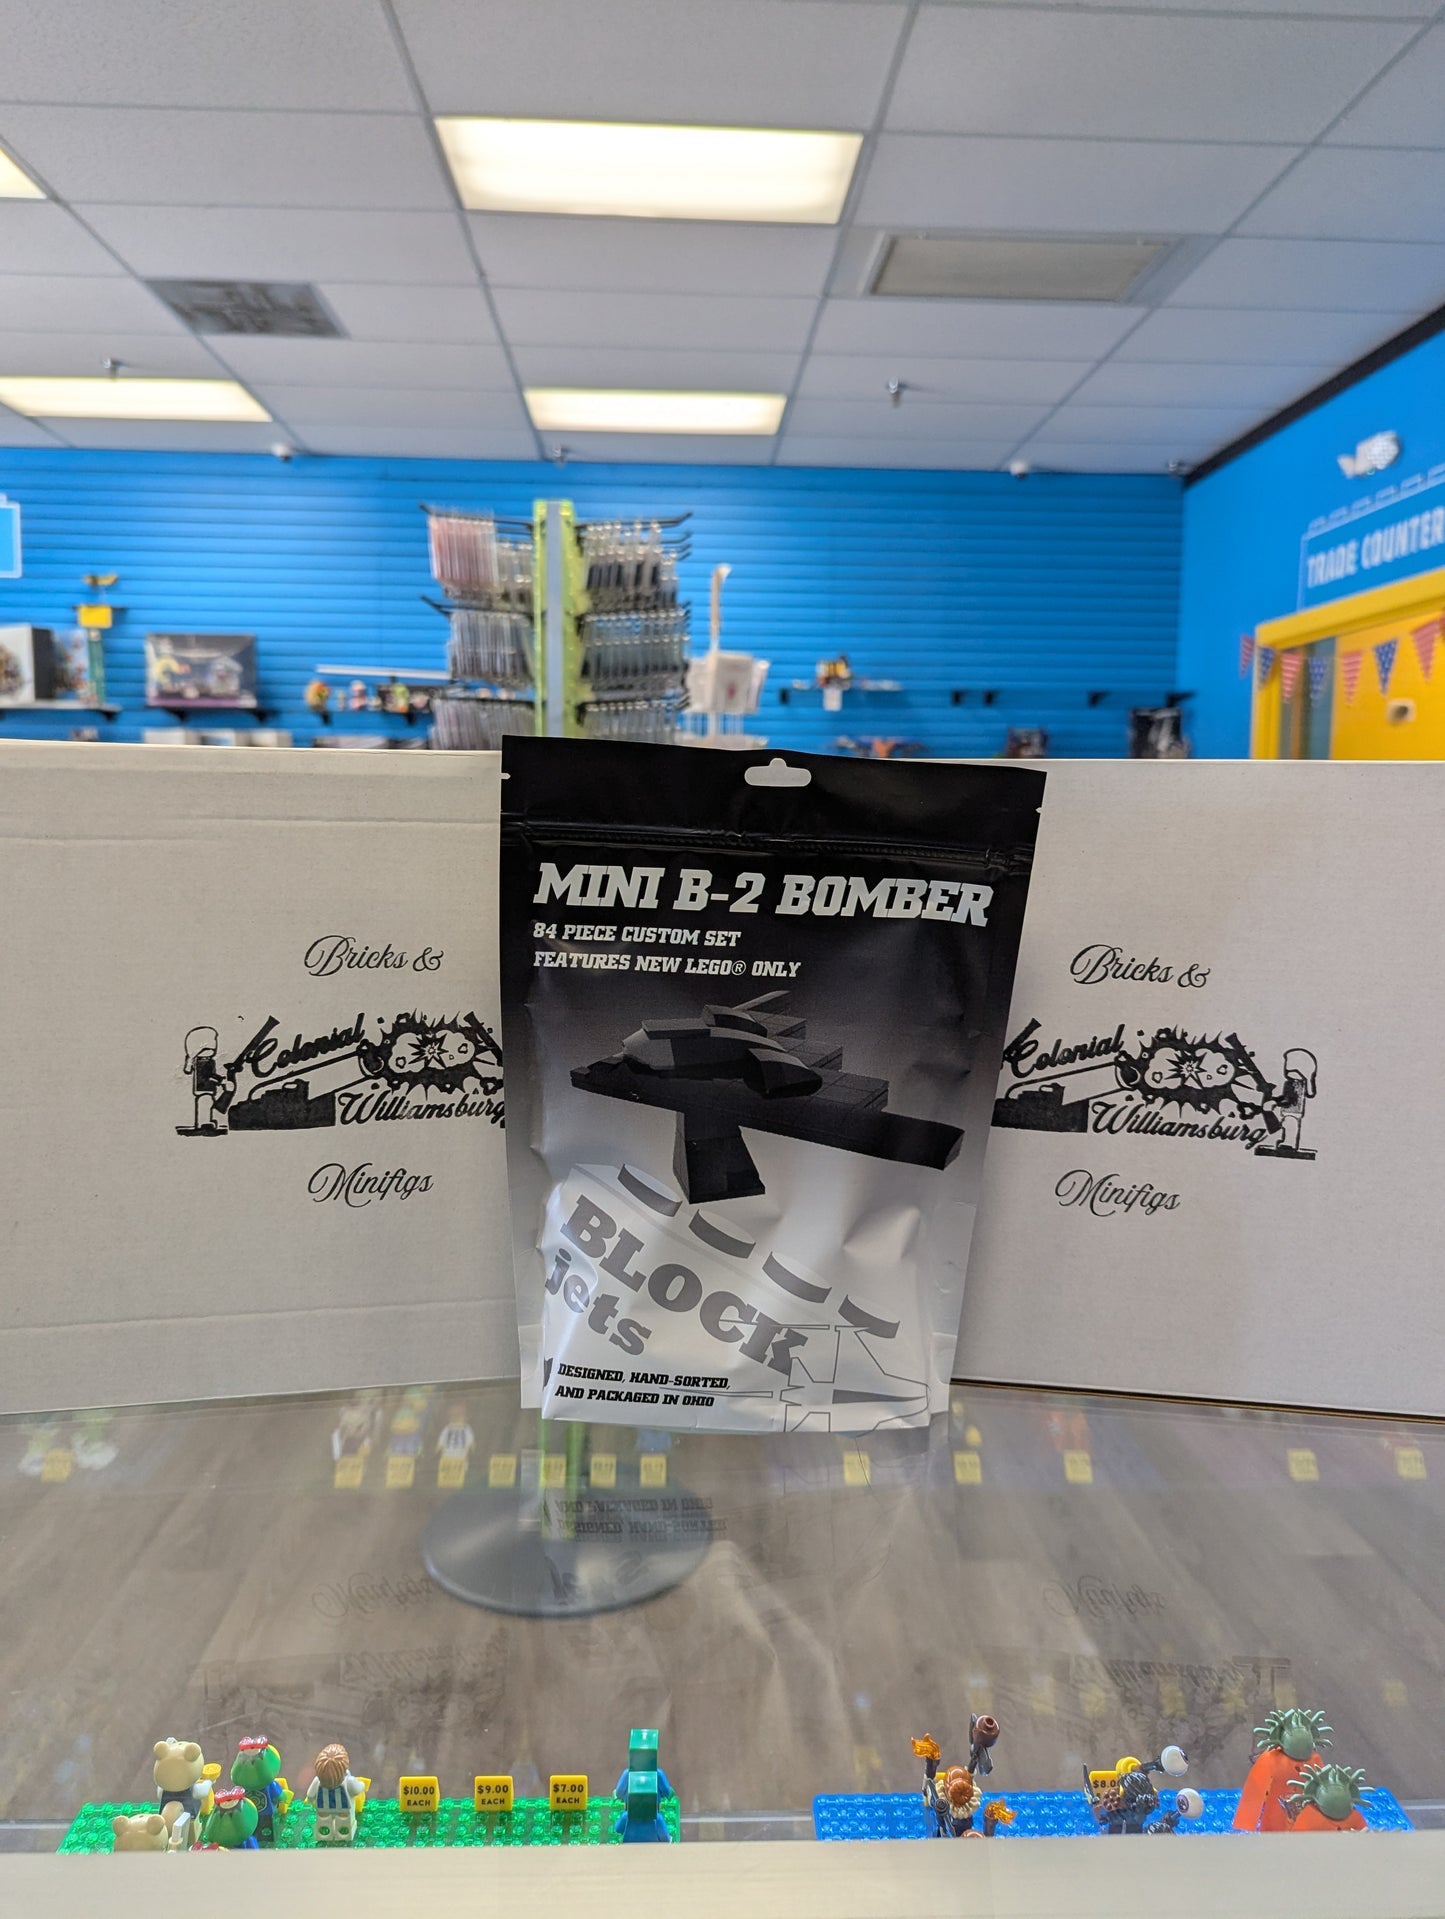 TRADE COUNTER
MINI B-2 BOMBER
84 PIECE CUSTOM SET
FEATURES NEW LEGO® ONLY
BLOCK
jets
DESIGNED, HAND-SORTED,
AND PACKAGED IN OHIO
Bricks &
Colonial
Williamsburg
Minifigs
Bricks &
Colonial
Williamsburg
Minifigs
$10.00
EACH
$9.00
EACH
$7.00
EACH